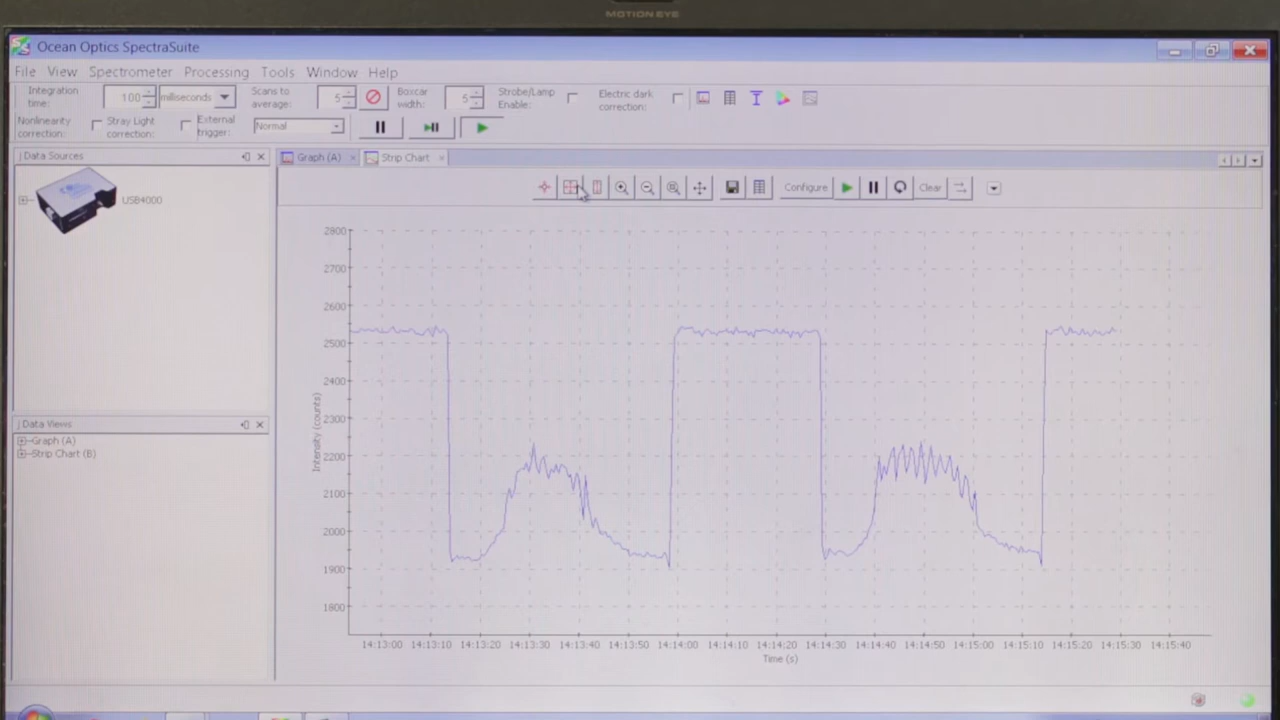 MOTION EYE
Ocean Optics SpectraSuite
File View Spectrometer Processing Tools Window Help
Integration time: 100 milliseconds
Scans to average: 5
Boxcar width: 5
Strobe/Lamp Enable:
Electric dark correction:
Nonlinearity correction:
Stray Light correction:
External trigger: Normal
Data Sources
Graph (A)
Strip Chart
USB4000
Configure
Clear
Data Views
Graph (A)
Strip Chart (B)
2800
2700
2600
2500
2400
2300
2200
2100
2000
1900
1800
Intensity (counts)
14:13:00 14:13:10 14:13:20 14:13:30 14:13:40 14:13:50 14:14:00 14:14:10 14:14:20 14:14:30 14:14:40 14:14:50 14:15:00 14:15:10 14:15:20 14:15:30 14:15:40
Time (s)